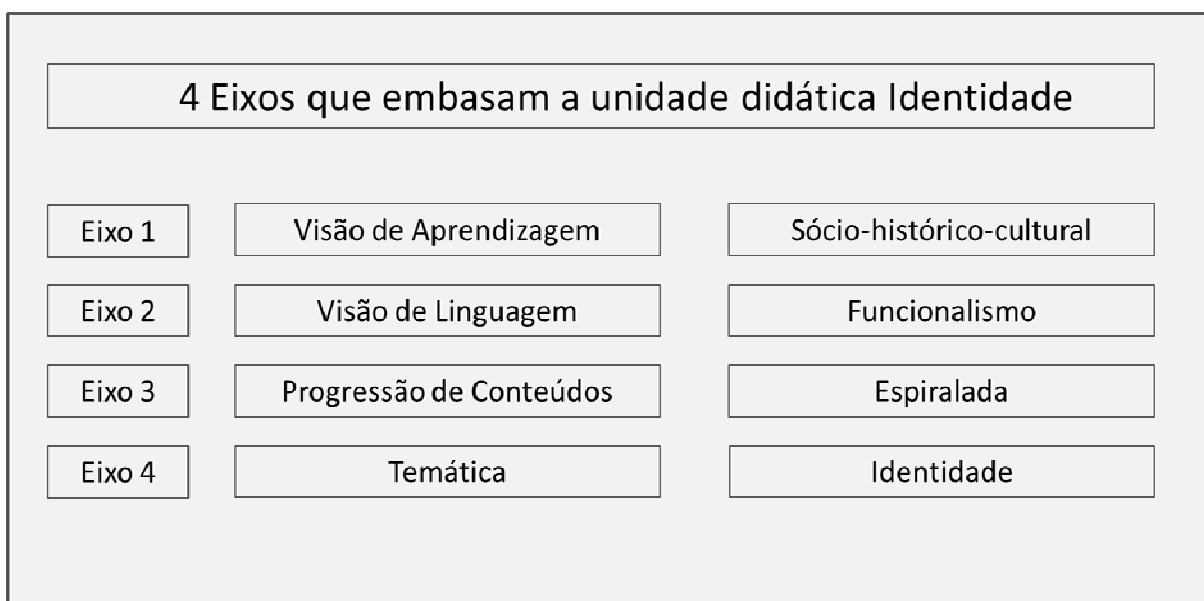 4 Eixos que embasam a unidade didática Identidade
Eixo 1 Visão de Aprendizagem Sócio-histórico-cultural
Eixo 2 Visão de Linguagem Funcionalismo
Eixo 3 Progressão de Conteúdos Espiralada
Eixo 4 Temática Identidade